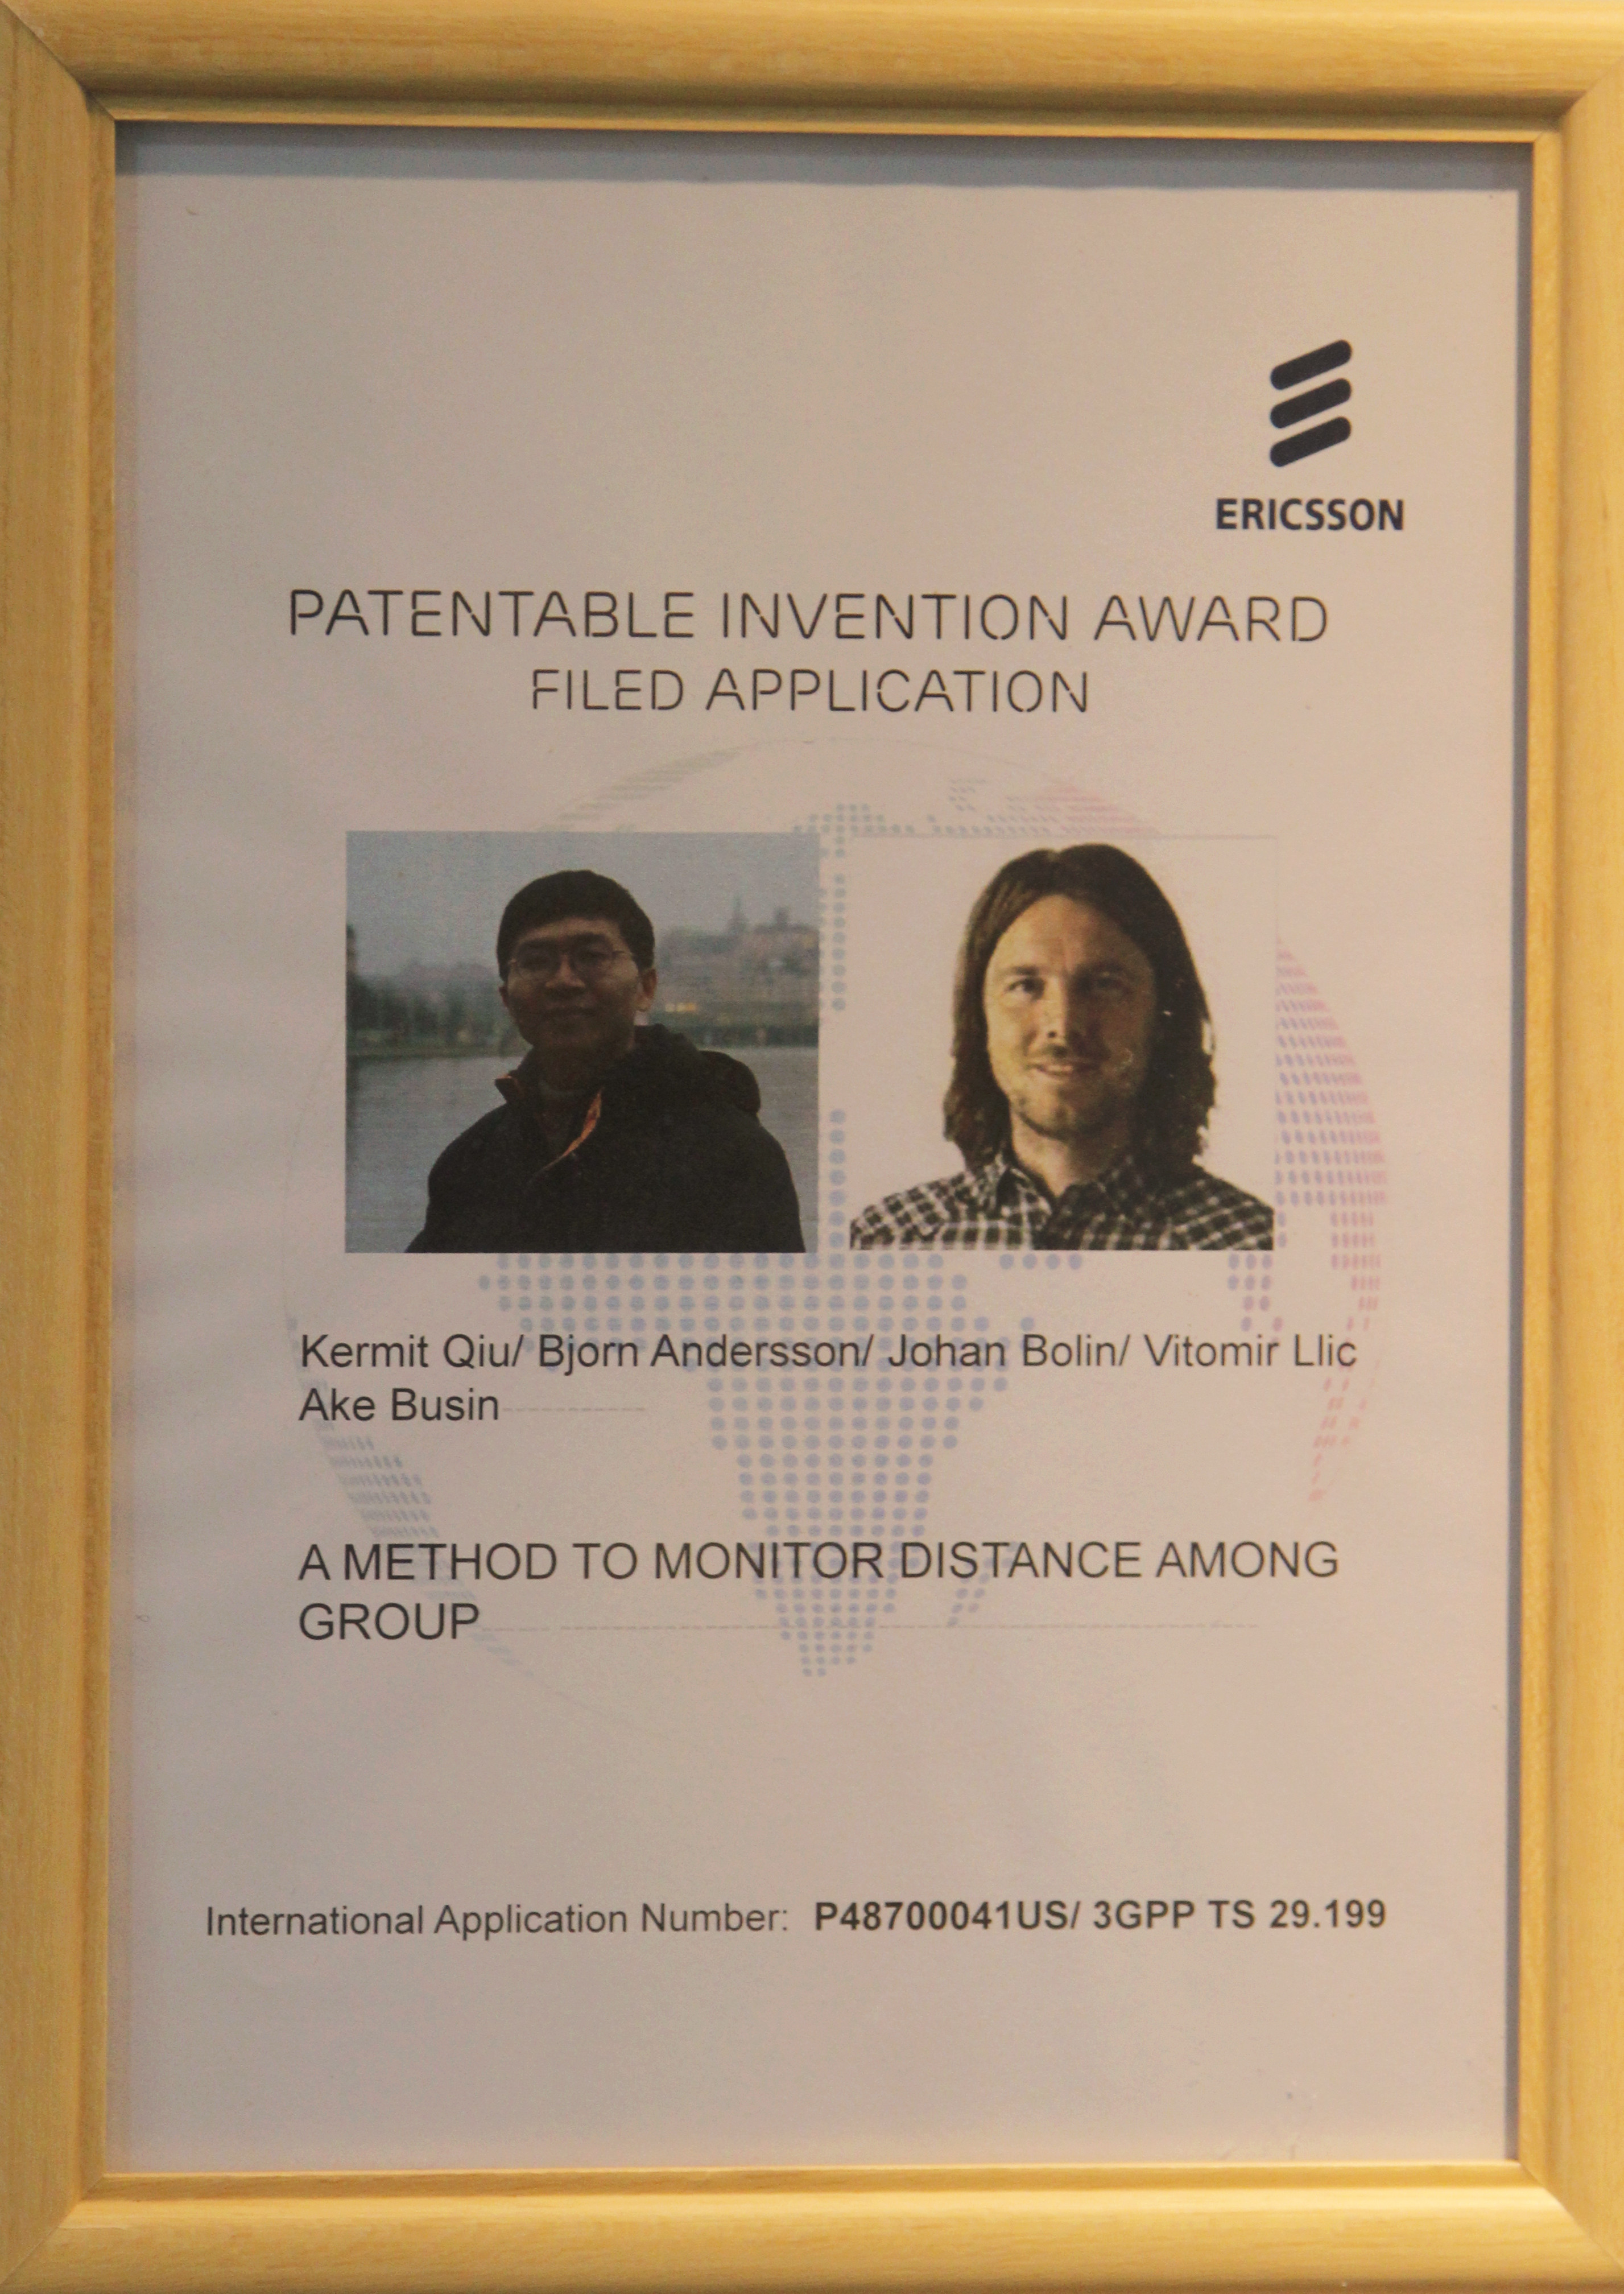 ERICSSON
PATENTABLE INVENTION AWARD
FILED APPLICATION
Kermit Qiu/ Bjorn Andersson/ Johan Bolin/ Vitomir Llic
Ake Busin
A METHOD TO MONITOR DISTANCE AMONG
GROUP
International Application Number: P48700041US/ 3GPP TS 29.199